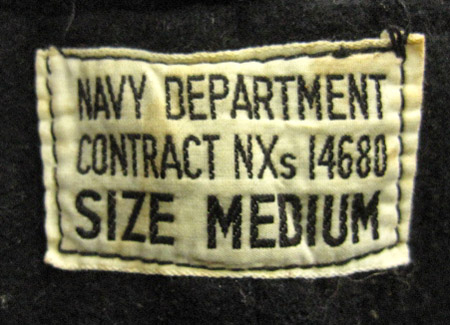 NAVY DEPARTMENT
CONTRACT NXs 14680
SIZE MEDIUM